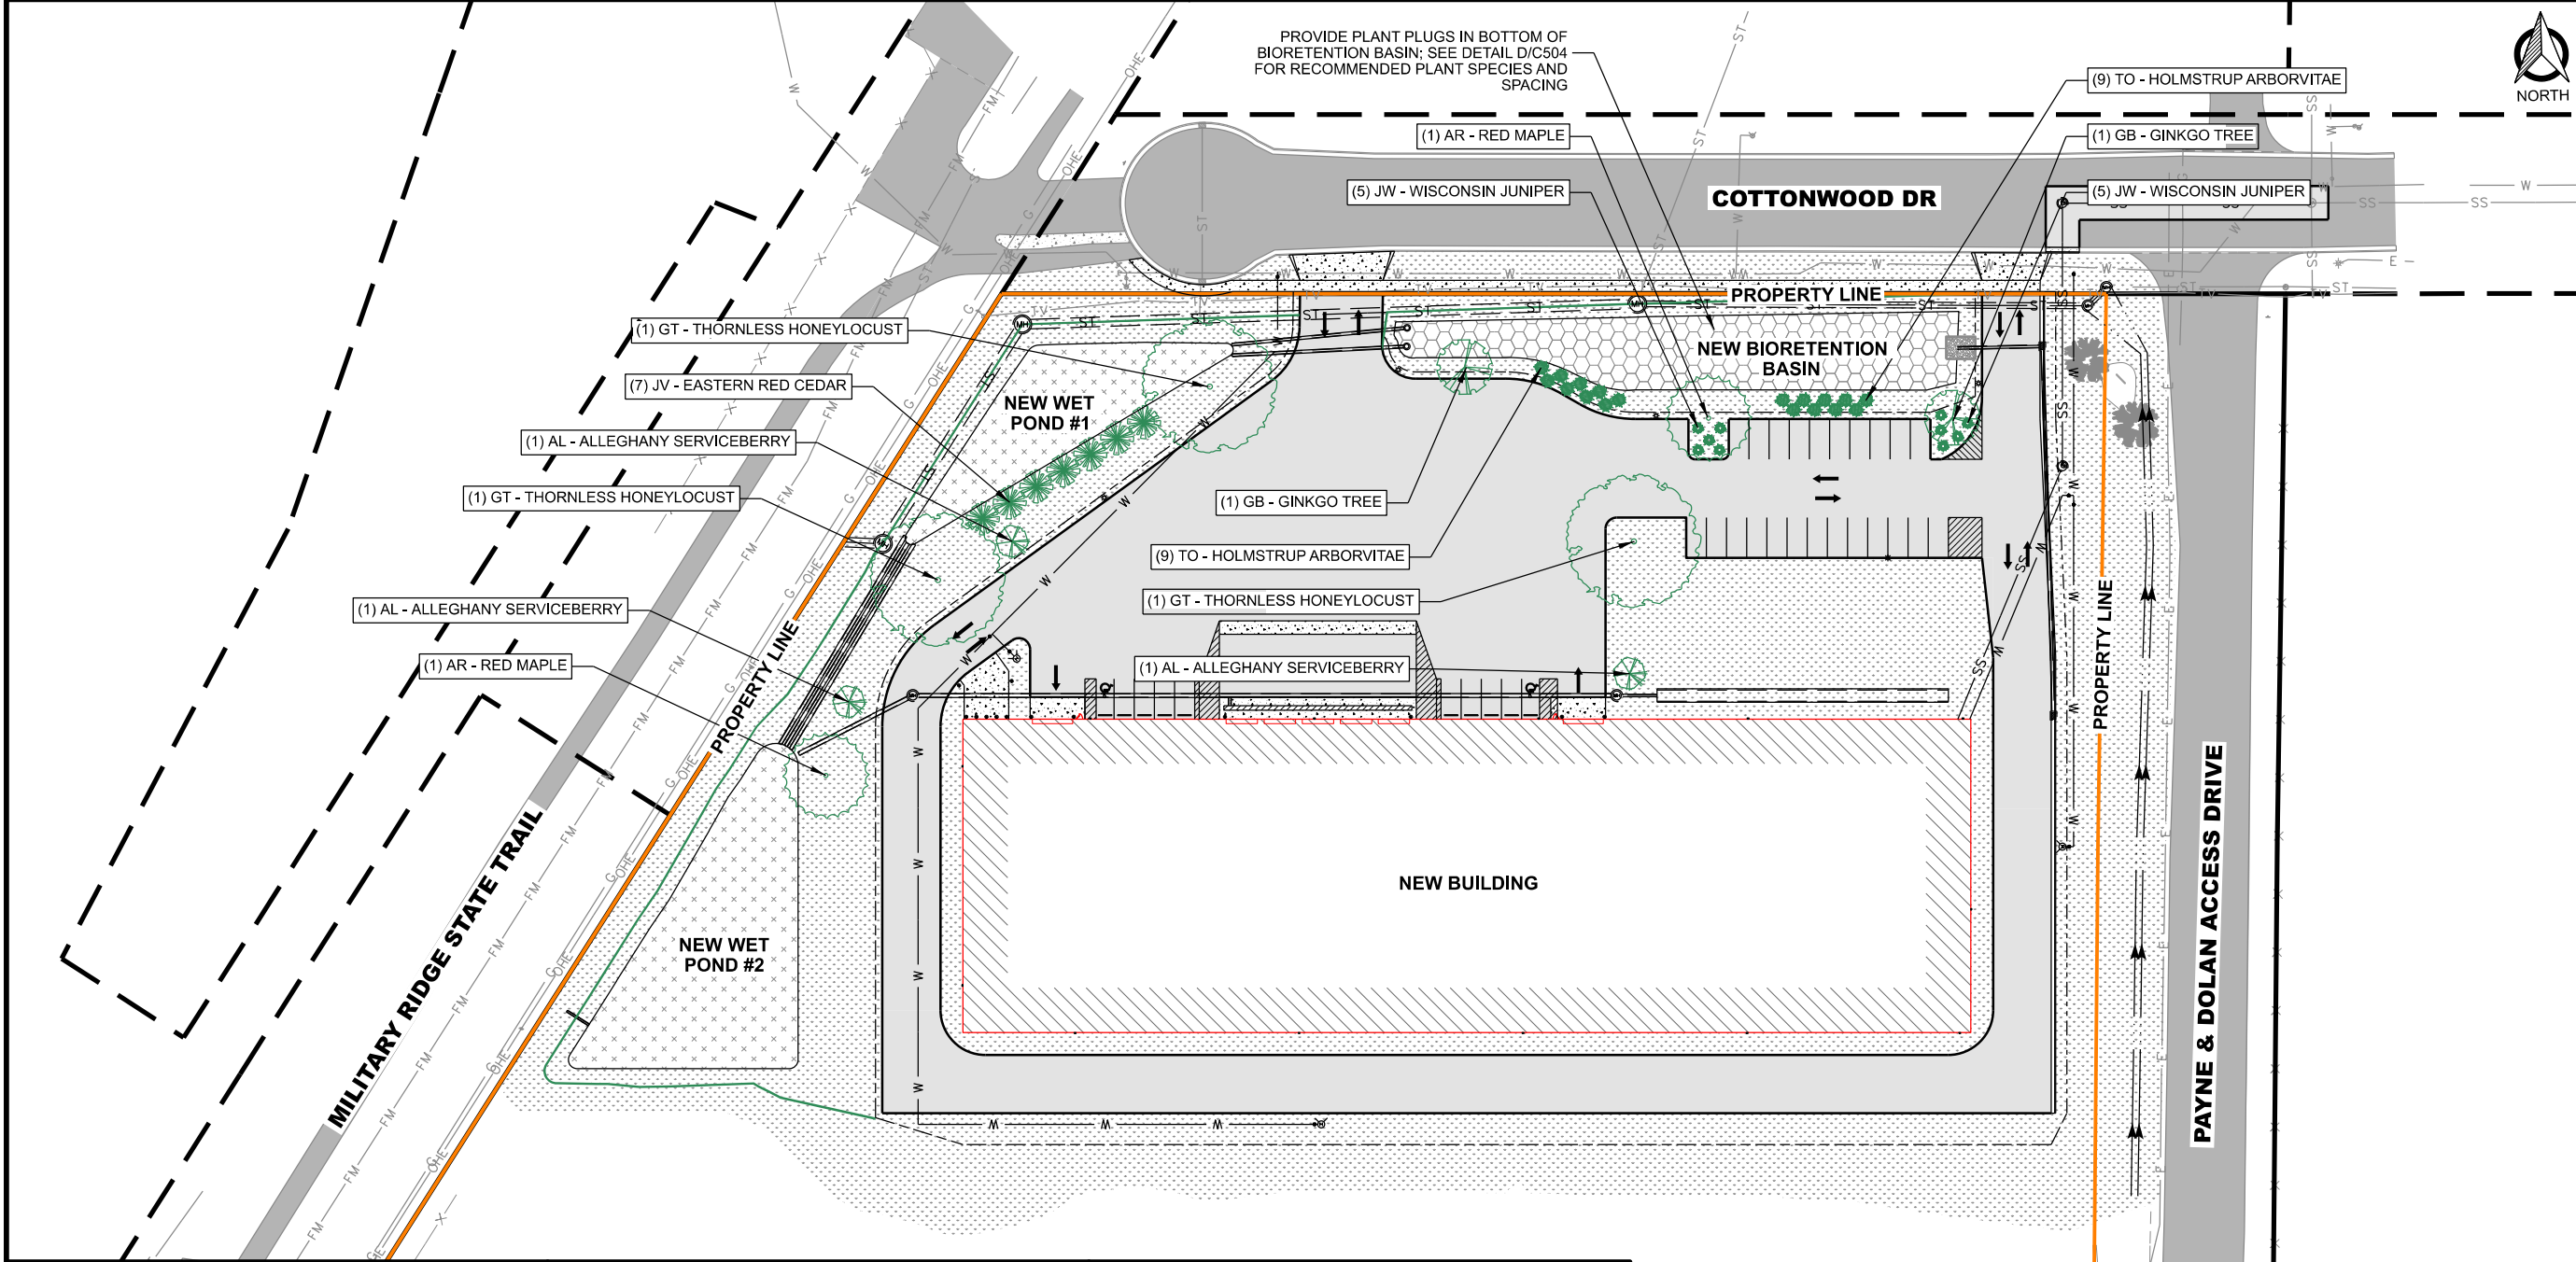 PROVIDE PLANT PLUGS IN BOTTOM OF
BIORETENTION BASIN; SEE DETAIL D/C504
FOR RECOMMENDED PLANT SPECIES AND
SPACING
(9) TO - HOLMSTRUP ARBORVITAE
NORTH
(1) AR - RED MAPLE
(1) GB - GINKGO TREE
(5) JW - WISCONSIN JUNIPER
COTTONWOOD DR
(5) JW - WISCONSIN JUNIPER
PROPERTY LINE
(1) GT - THORNLESS HONEYLOCUST
NEW BIORETENTION
BASIN
(7) JV - EASTERN RED CEDAR
NEW WET
POND #1
(1) AL - ALLEGHANY SERVICEBERRY
(1) GT - THORNLESS HONEYLOCUST
(1) GB - GINKGO TREE
(9) TO - HOLMSTRUP ARBORVITAE
(1) AL - ALLEGHANY SERVICEBERRY
(1) GT - THORNLESS HONEYLOCUST
(1) AR - RED MAPLE
(1) AL - ALLEGHANY SERVICEBERRY
PROPERTY LINE
PROPERTY LINE
NEW BUILDING
NEW WET
POND #2
MILITARY RIDGE STATE TRAIL
PAYNE & DOLAN ACCESS DRIVE